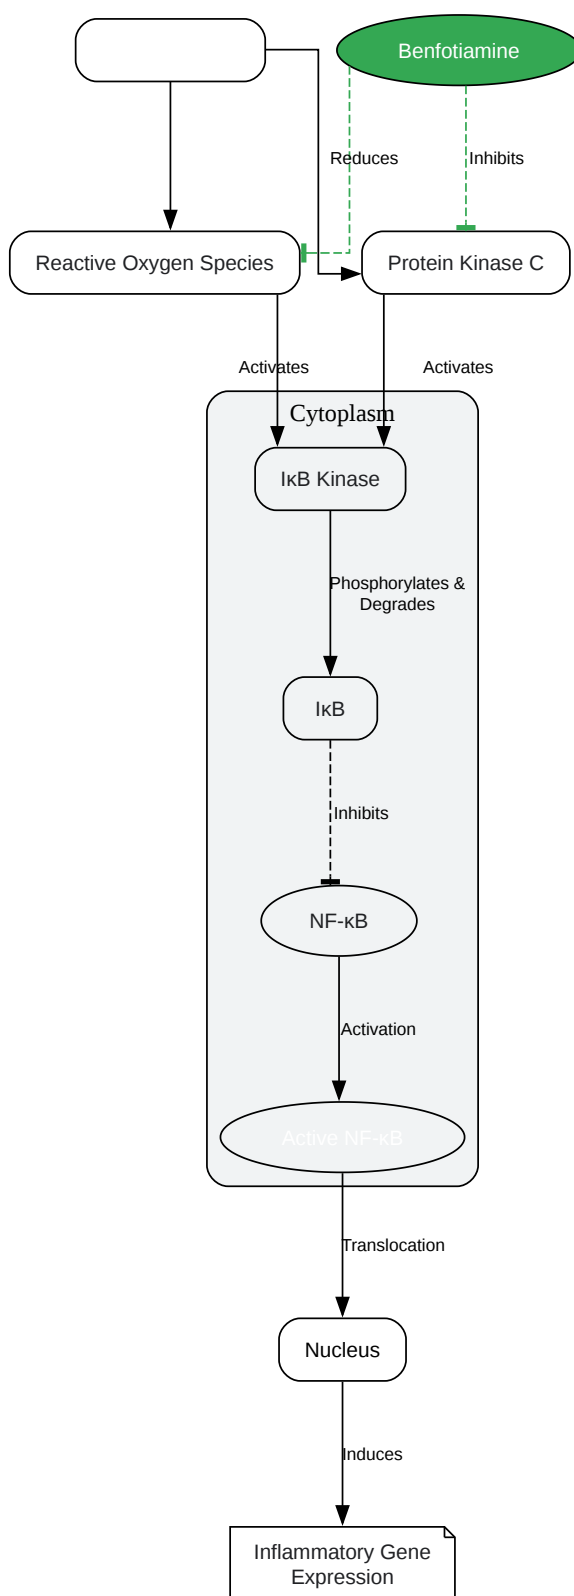 Benfotiamine
Reduces
Inhibits
Reactive Oxygen Species
Protein Kinase C
Activates
Activates
Cytoplasm
IκB Kinase
Phosphorylates &
Degrades
IκB
Inhibits
NF-κB
Activation
Active NF-κB
Translocation
Nucleus
Induces
Inflammatory Gene
Expression